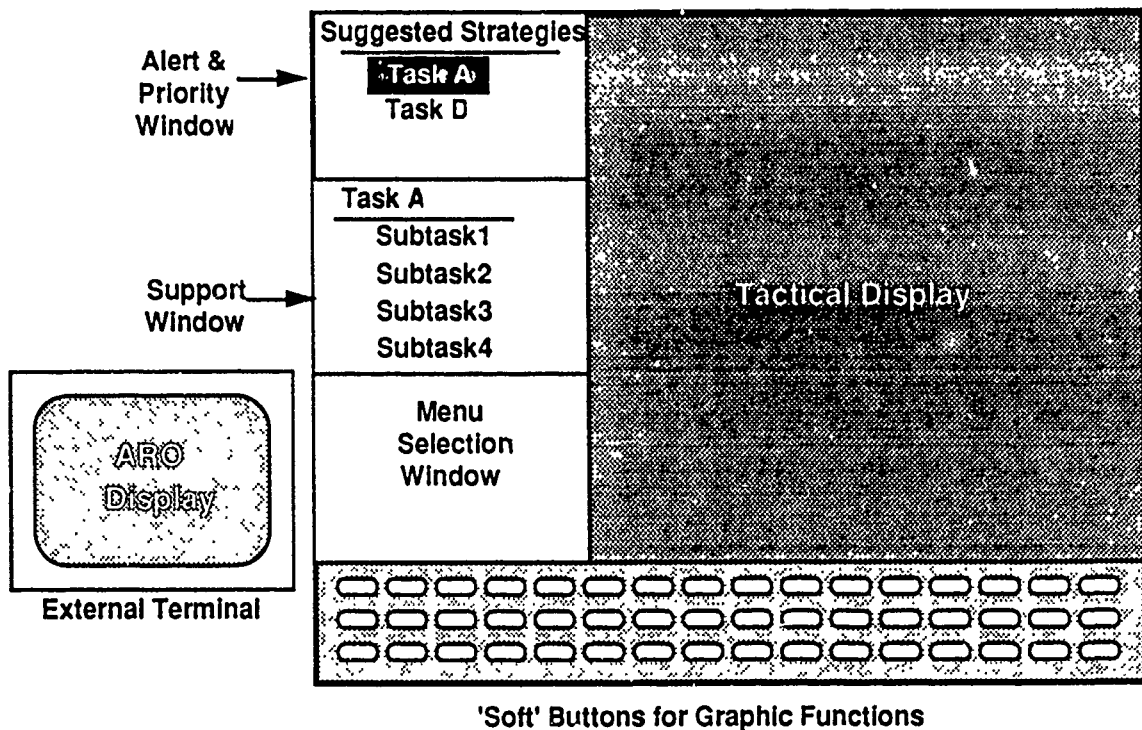 Suggested Strategies
Alert &
Priority
Window
Task A
Task D
Task A
Subtask1
Subtask2
Subtask3
Subtask4
Support
Window
Tactical Display
Menu
Selection
Window
ARO
Display
External Terminal
'Soft' Buttons for Graphic Functions